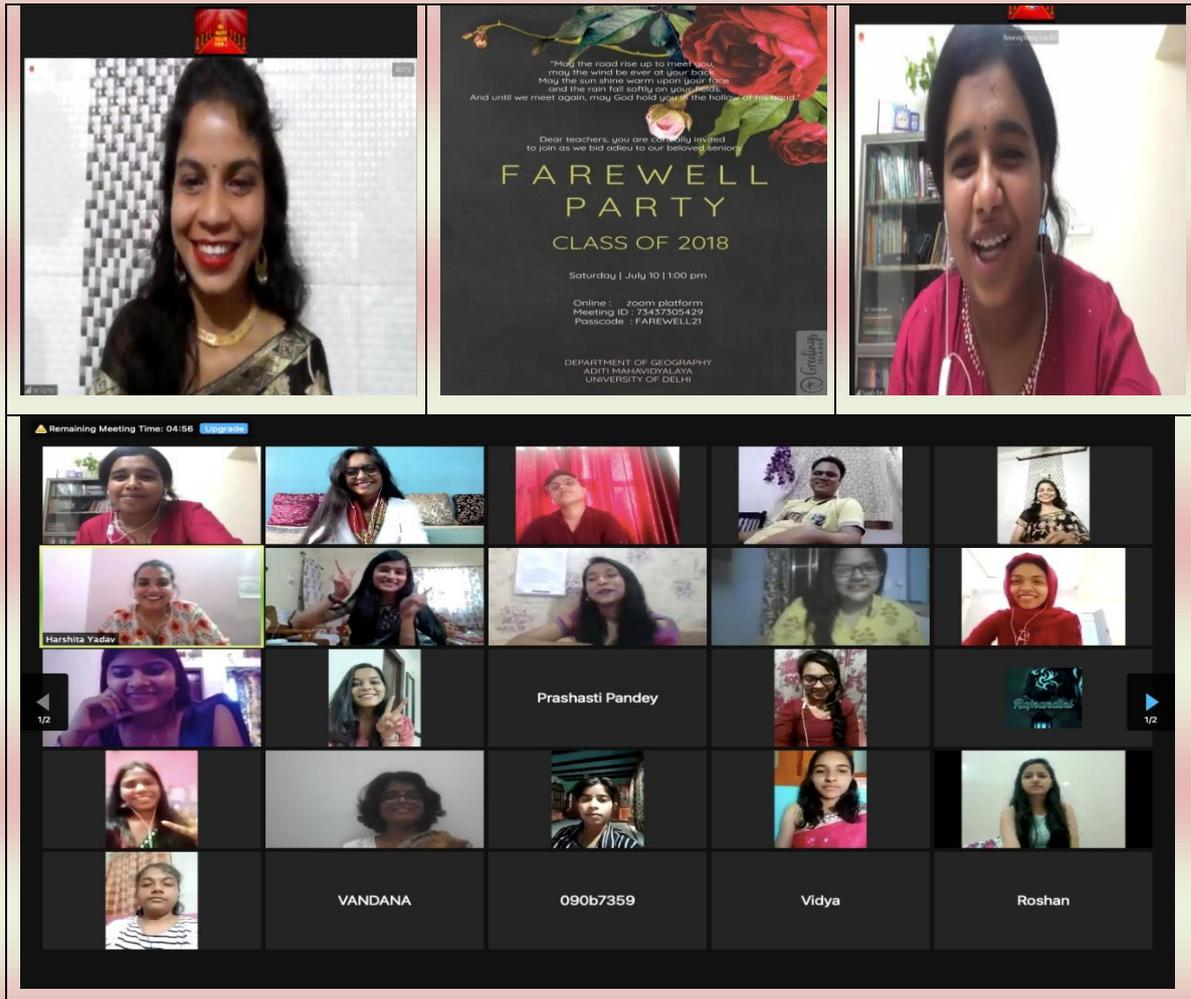 "May the road rise up to meet you,
may the wind be ever at your back.
May the sun shine warm upon your face
and the rain fall softly on your fields.
And until we meet again, may God hold you in the hollow of his hand."
Dear teachers, you are cordially invited
to join as we bid adieu to our beloved seniors
FAREWELL
PARTY
CLASS OF 2018
Saturday | July 10 | 1:00 pm
Online : zoom platform
Meeting ID : 73437305429
Passcode : FAREWELL21
DEPARTMENT OF GEOGRAPHY
ADITI MAHAVIDYALAYA
UNIVERSITY OF DELHI
Greetings
ISLAND
Remaining Meeting Time:
Remaining Meeting Time: 04:56 Upgrade
Harshita Yadav
1/2
Prashasti Pandey
1/2
VANDANA
090b7359
Vidya
Roshan